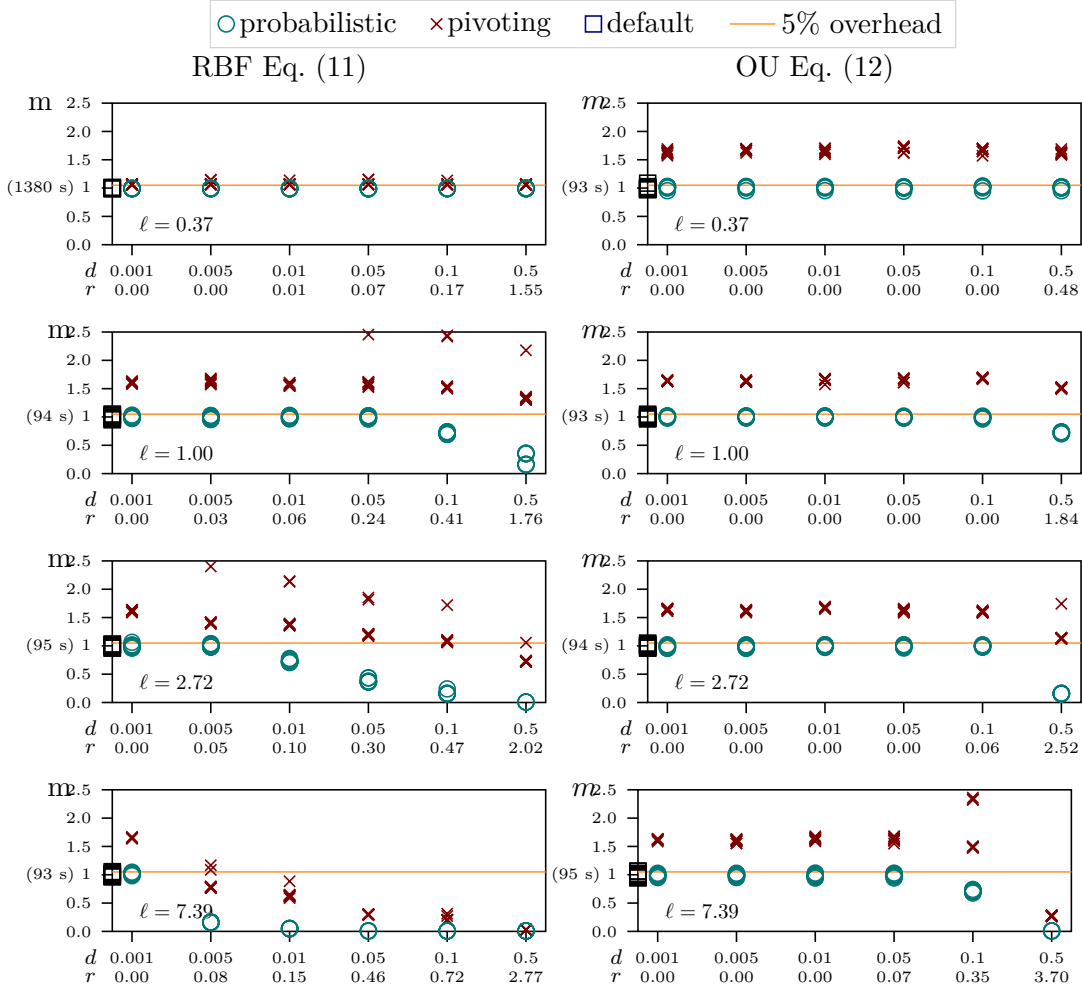 probabilistic pivoting default 5% overhead
RBF Eq. (11) OU Eq. (12)
m m
2.5 2.5
2.0 2.0
1.5 1.5
(1380 s) 1 (93 s) 1
0.5 0.5
ℓ = 0.37 ℓ = 0.37
0.0 0.0
d 0.001 0.005 0.01 0.05 0.1 0.5 d 0.001 0.005 0.01 0.05 0.1 0.5
r 0.00 0.00 0.01 0.07 0.17 1.55 r 0.00 0.00 0.00 0.00 0.00 0.48
m m
2.5 2.5
2.0 2.0
1.5 1.5
(94 s) 1 (93 s) 1
0.5 0.5
ℓ = 1.00 ℓ = 1.00
0.0 0.0
d 0.001 0.005 0.01 0.05 0.1 0.5 d 0.001 0.005 0.01 0.05 0.1 0.5
r 0.00 0.03 0.06 0.24 0.41 1.76 r 0.00 0.00 0.00 0.00 0.00 1.84
m m
2.5 2.5
2.0 2.0
1.5 1.5
(95 s) 1 (94 s) 1
0.5 0.5
ℓ = 2.72 ℓ = 2.72
0.0 0.0
d 0.001 0.005 0.01 0.05 0.1 0.5 d 0.001 0.005 0.01 0.05 0.1 0.5
r 0.00 0.05 0.10 0.30 0.47 2.02 r 0.00 0.00 0.00 0.00 0.06 2.52
m m
2.5 2.5
2.0 2.0
1.5 1.5
(93 s) 1 (95 s) 1
0.5 0.5
ℓ = 7.39 ℓ = 7.39
0.0 0.0
d 0.001 0.005 0.01 0.05 0.1 0.5 d 0.001 0.005 0.01 0.05 0.1 0.5
r 0.00 0.08 0.15 0.46 0.72 2.77 r 0.00 0.00 0.00 0.07 0.35 3.70